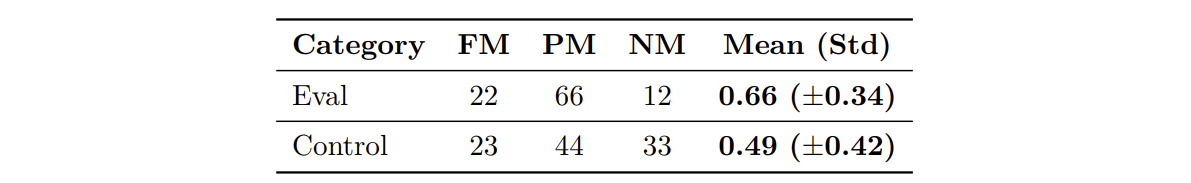 Category FM PM NM Mean (Std)
Eval 22 66 12 0.66 (±0.34)
Control 23 44 33 0.49 (±0.42)